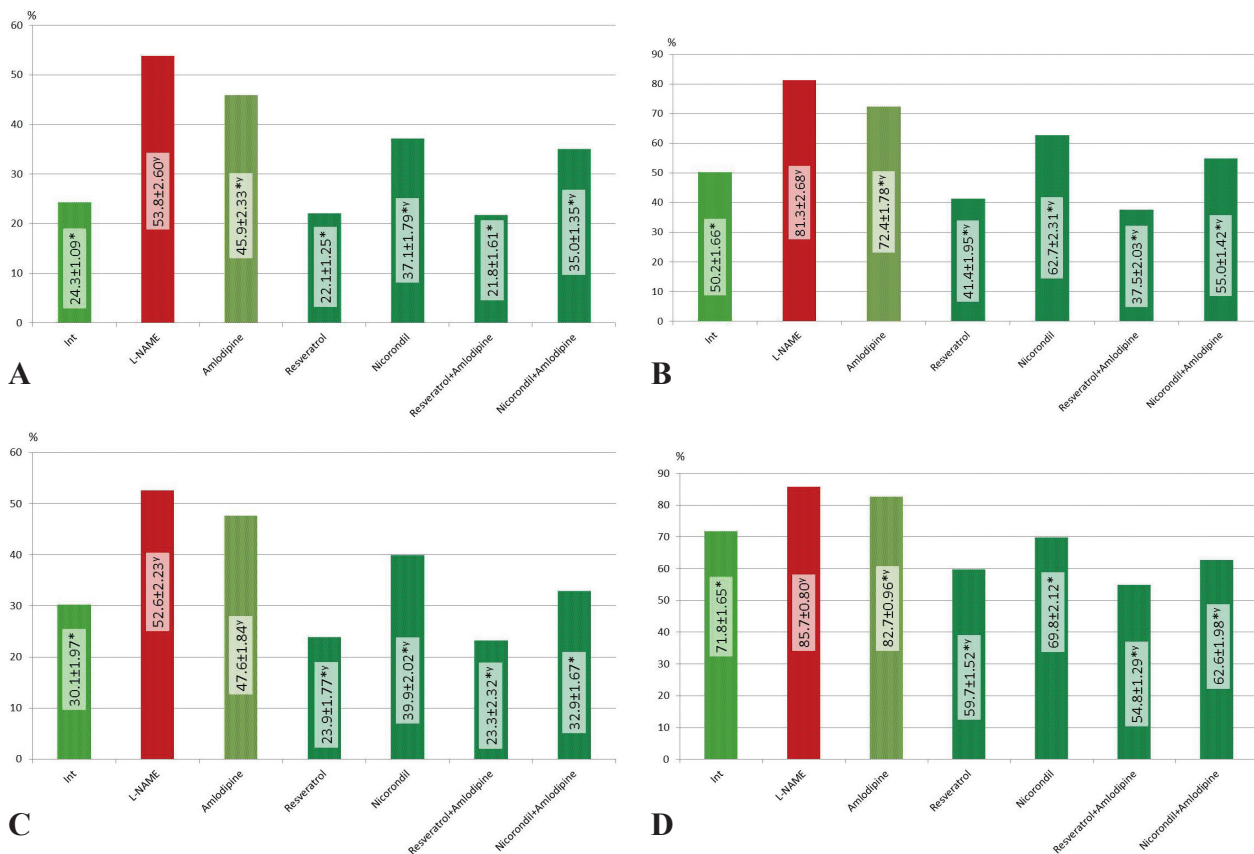 %
60
50
40
30
20
10
0
24.3±1.09*
53.8±2.60ʸ
45.9±2.33*ʸ
22.1±1.25*
37.1±1.79*ʸ
21.8±1.61*
35.0±1.35*ʸ
Int
L-NAME
Amlodipine
Resveratrol
Nicorondil
Resveratrol+Amlodipine
Nicorondil+Amlodipine
A
%
90
80
70
60
50
40
30
20
10
0
50.2±1.66*
81.3±2.68ʸ
72.4±1.78*ʸ
41.4±1.95*ʸ
62.7±2.31*ʸ
37.5±2.03*ʸ
55.0±1.42*ʸ
Int
L-NAME
Amlodipine
Resveratrol
Nicorondil
Resveratrol+Amlodipine
Nicorondil+Amlodipine
B
%
60
50
40
30
20
10
0
30.1±1.97*
52.6±2.23ʸ
47.6±1.84ʸ
23.9±1.77*ʸ
39.9±2.02*ʸ
23.3±2.32*ʸ
32.9±1.67*
Int
L-NAME
Amlodipine
Resveratrol
Nicorondil
Resveratrol+Amlodipine
Nicorondil+Amlodipine
C
%
90
80
70
60
50
40
30
20
10
0
71.8±1.65*
85.7±0.80ʸ
82.7±0.96*ʸ
59.7±1.52*ʸ
69.8±2.12*
54.8±1.29*ʸ
62.6±1.98*ʸ
Int
L-NAME
Amlodipine
Resveratrol
Nicorondil
Resveratrol+Amlodipine
Nicorondil+Amlodipine
D